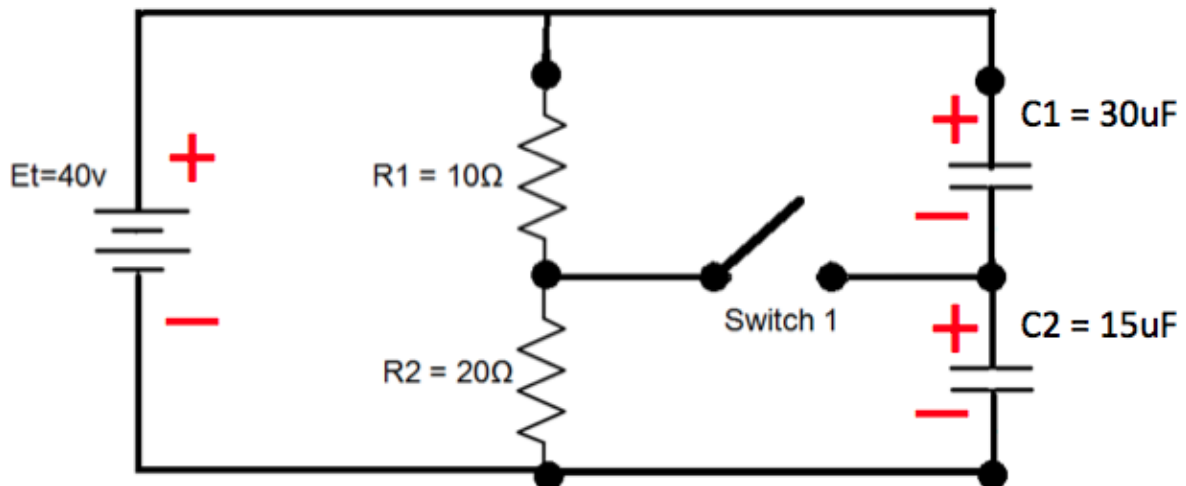 C1 = 30uF
Et=40v
R1 = 10Ω
Switch 1
C2 = 15uF
R2 = 20Ω